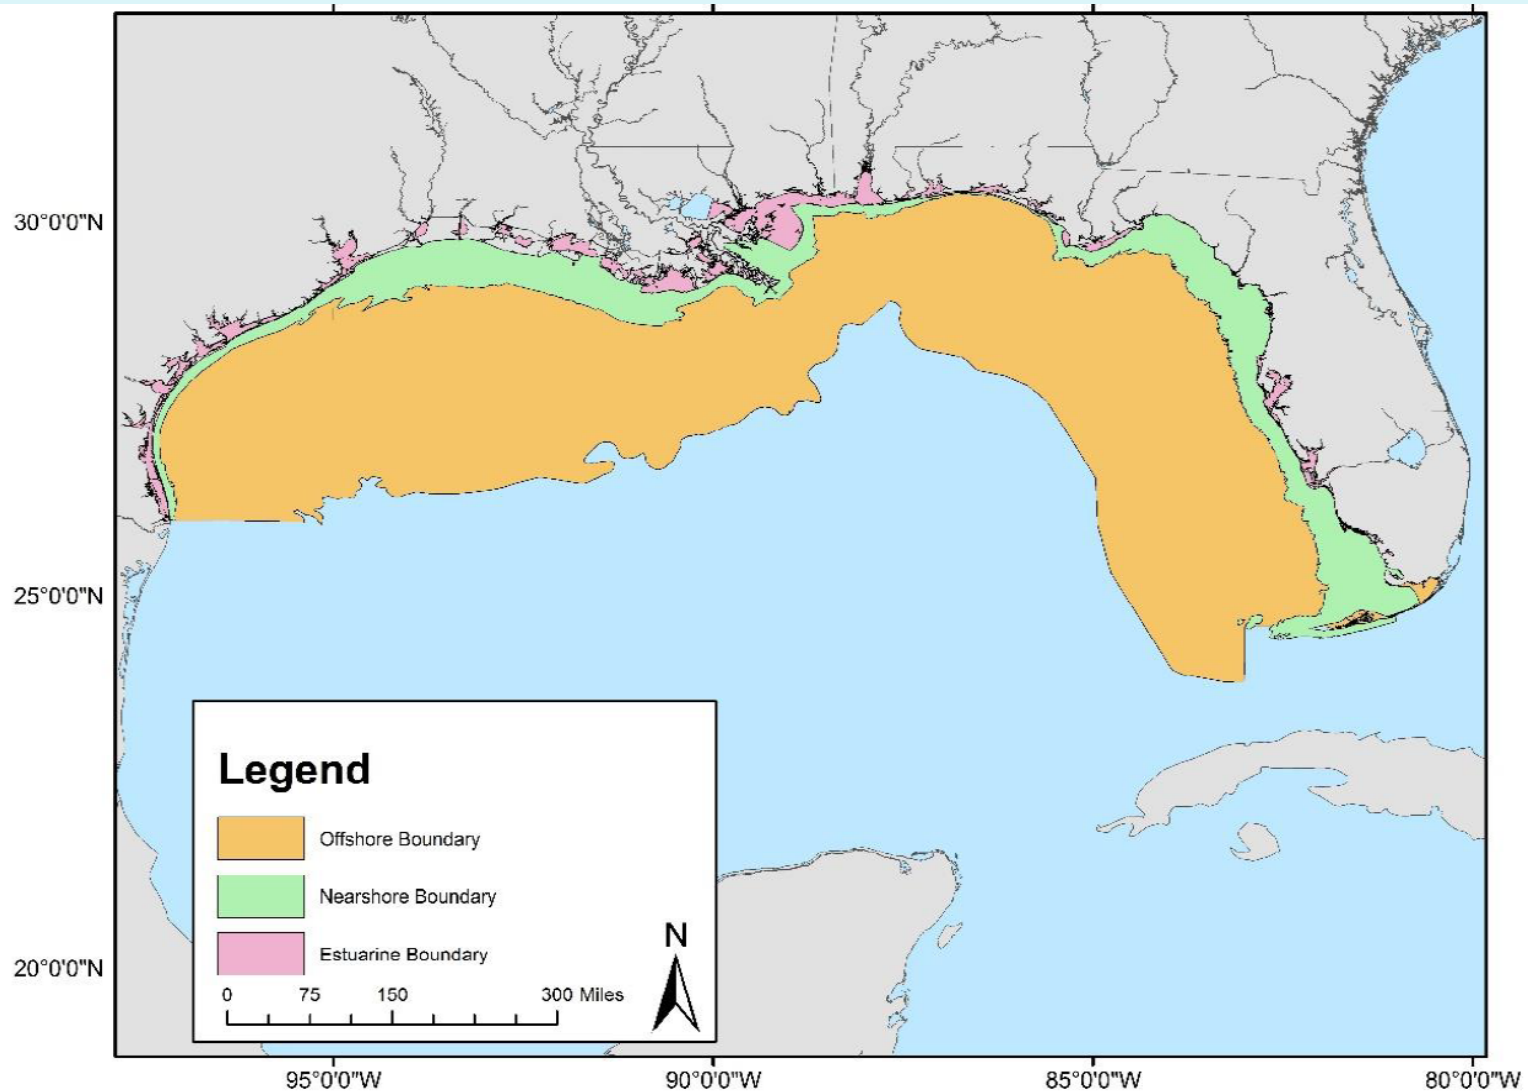 30°0'0"N
25°0'0"N
20°0'0"N
Legend
Offshore Boundary
Nearshore Boundary
Estuarine Boundary
N
0 75 150 300 Miles
95°0'0"W 90°0'0"W 85°0'0"W 80°0'0"W